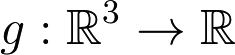 g : ℝ³ → ℝ